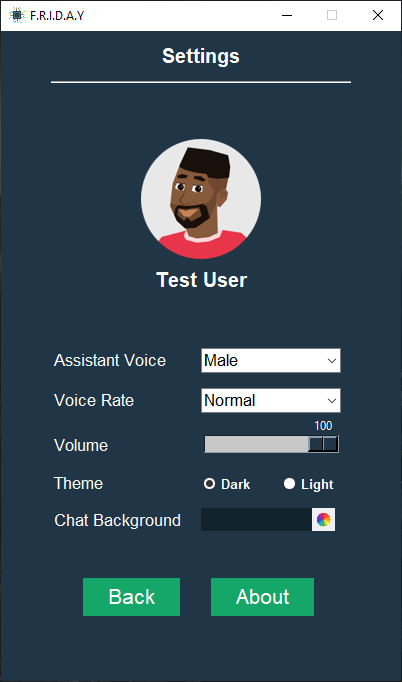 F.R.I.D.A.Y
Settings
Test User
Assistant Voice Male
Voice Rate Normal
100
Volume
Theme Dark Light
Chat Background
Back About